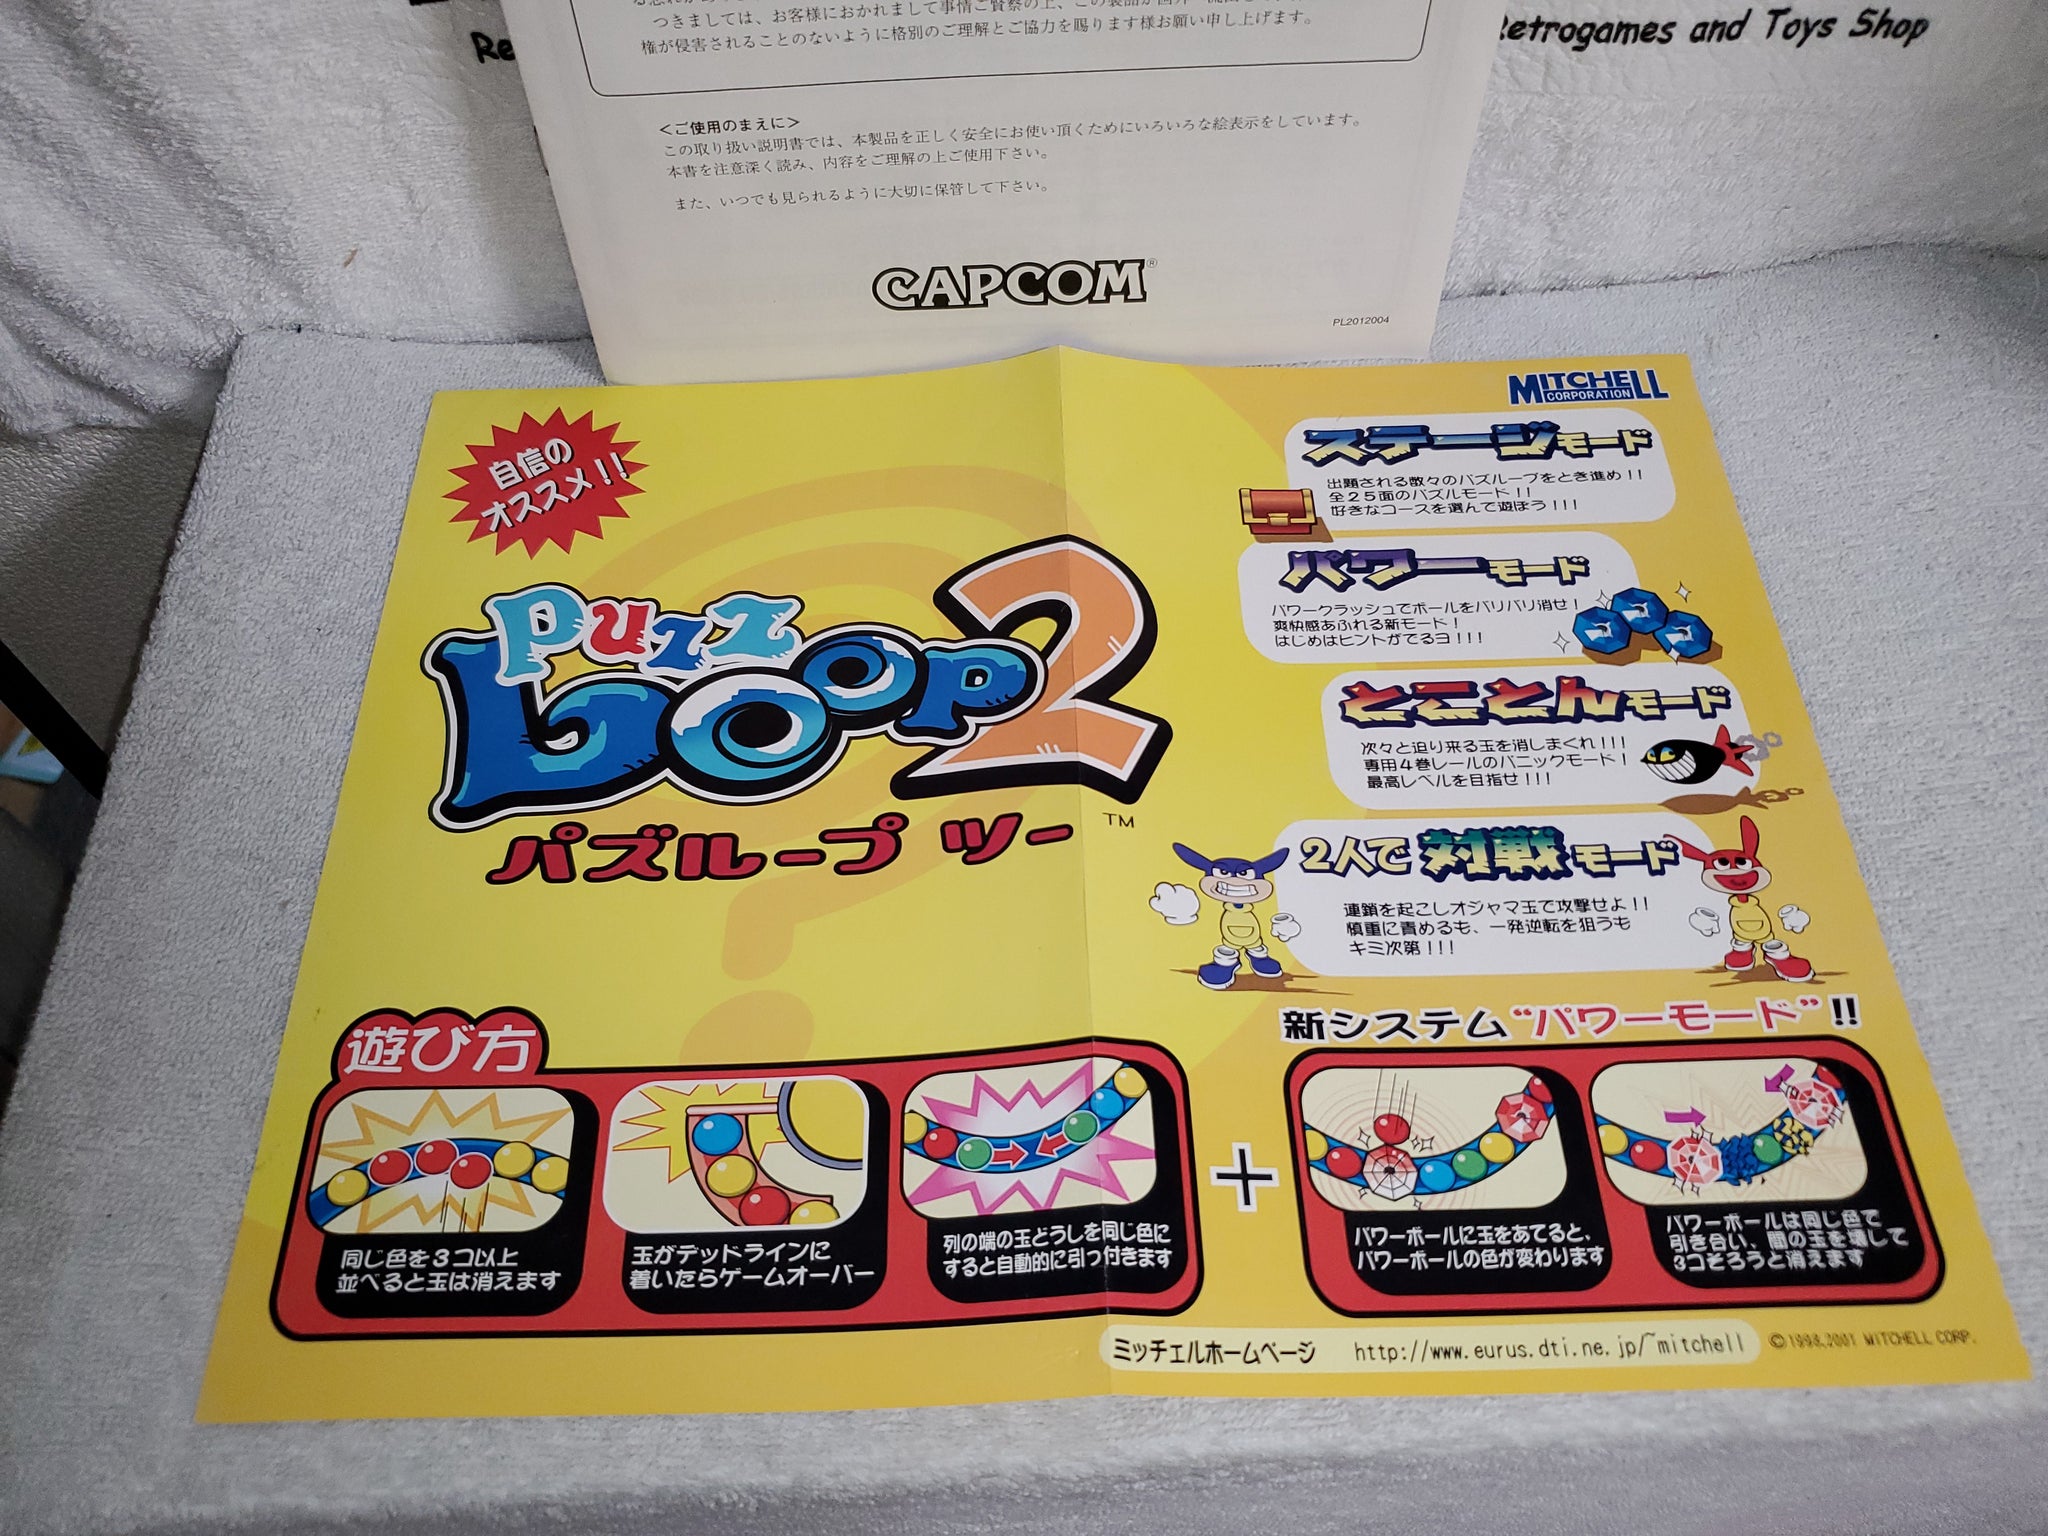 Retrogames and Toys Shop
つきましては、お客様におかれまして事情ご賢察の上、この製品が
権が侵害されることのないように格別のご理解とご協力を賜ります様お願い申し上げます。
＜ご使用のまえに＞
この取り扱い説明書では、本製品を正しく安全にお使い頂くためにいろいろな絵表示をしています。
本書を注意深く読み、内容をご理解の上ご使用下さい。
また、いつでも見られるように大切に保管して下さい。
CAPCOM®
PL2012004
自信の
オススメ!!
PUZZ
LOOP2
パズループ ツー
TM
MITCHELL
CORPORATION
ステージモード
出題される数々のパズループをとき進め!!
全25面のパズルモード!!
好きなコースを選んで遊ぼう!!!
パワーモード
パワークラッシュでボールをバリバリ消せ!
爽快感あふれる新モード!
はじめはヒントがでるヨ!!!
とことんモード
次々と迫り来る玉を消しまくれ!!!
専用4巻レールのパニックモード!
最高レベルを目指せ!!!
2人で対戦モード
連鎖を起こしオジャマ玉で攻撃せよ!!
慎重に責めるも、一発逆転を狙うも
キミ次第!!!
遊び方
同じ色を3コ以上
並べると玉は消えます
玉がデッドラインに
着いたらゲームオーバー
列の端の玉どうしを同じ色に
すると自動的に引っ付きます
+
新システム“パワーモード”!!
パワーボールに玉をあてると、
パワーボールの色が変わります
パワーボールは同じ色で
引き合い、間の玉を壊して
3コそろうと消えます
ミッチェルホームページ http://www.eurus.dti.ne.jp/~mitchell
©1998,2001 MITCHELL CORP.